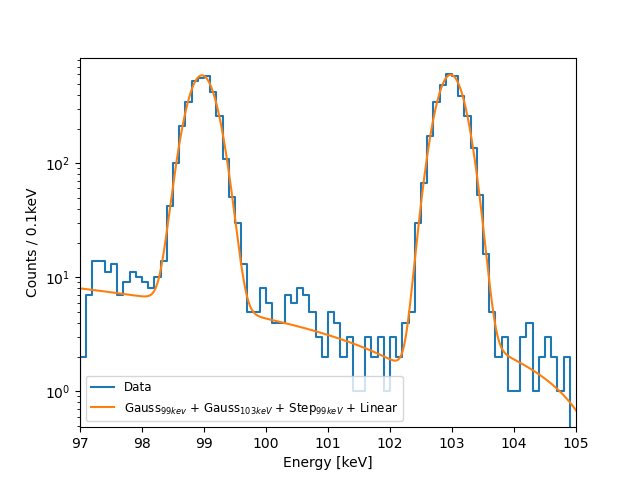 Counts / 0.1keV
10²
10¹
10⁰
Data
Gauss₉₉ₖₑᵥ + Gauss₁₀₃ₖₑV + Step₉₉ₖₑV + Linear
97 98 99 100 101 102 103 104 105
Energy [keV]